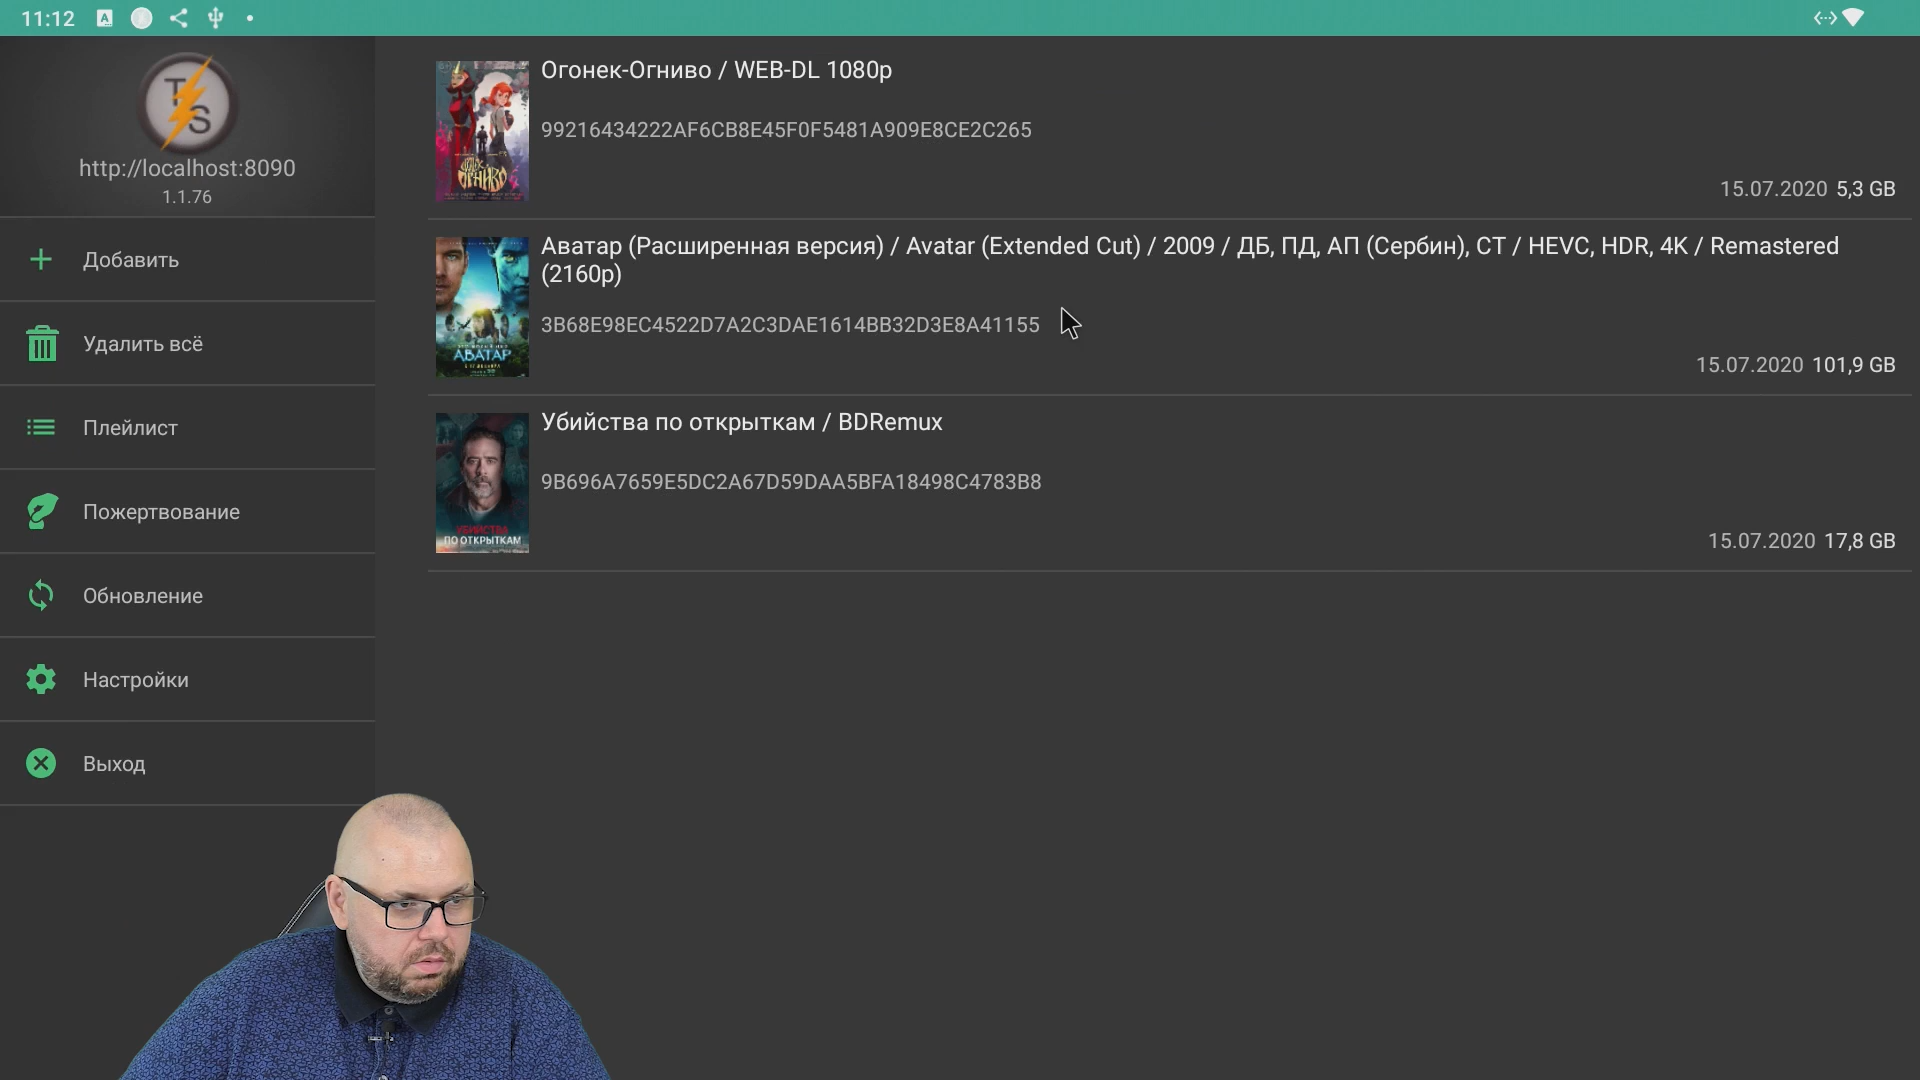 11:12
TS
http://localhost:8090
1.1.76
Добавить
Удалить всё
Плейлист
Пожертвование
Обновление
Настройки
Выход
Огонек-Огниво / WEB-DL 1080p
99216434222AF6CB8E45F0F5481A909E8CE2C265
15.07.2020 5,3 GB
ОГНИВО
Аватар (Расширенная версия) / Avatar (Extended Cut) / 2009 / ДБ, ПД, АП (Сербин), СТ / HEVC, HDR, 4K / Remastered
(2160p)
3B68E98EC4522D7A2C3DAE1614BB32D3E8A41155
15.07.2020 101,9 GB
АВАТАР
Убийства по открыткам / BDRemux
9B696A7659E5DC2A67D59DAA5BFA18498C4783B8
15.07.2020 17,8 GB
УБИЙСТВА
ПО ОТКРЫТКАМ